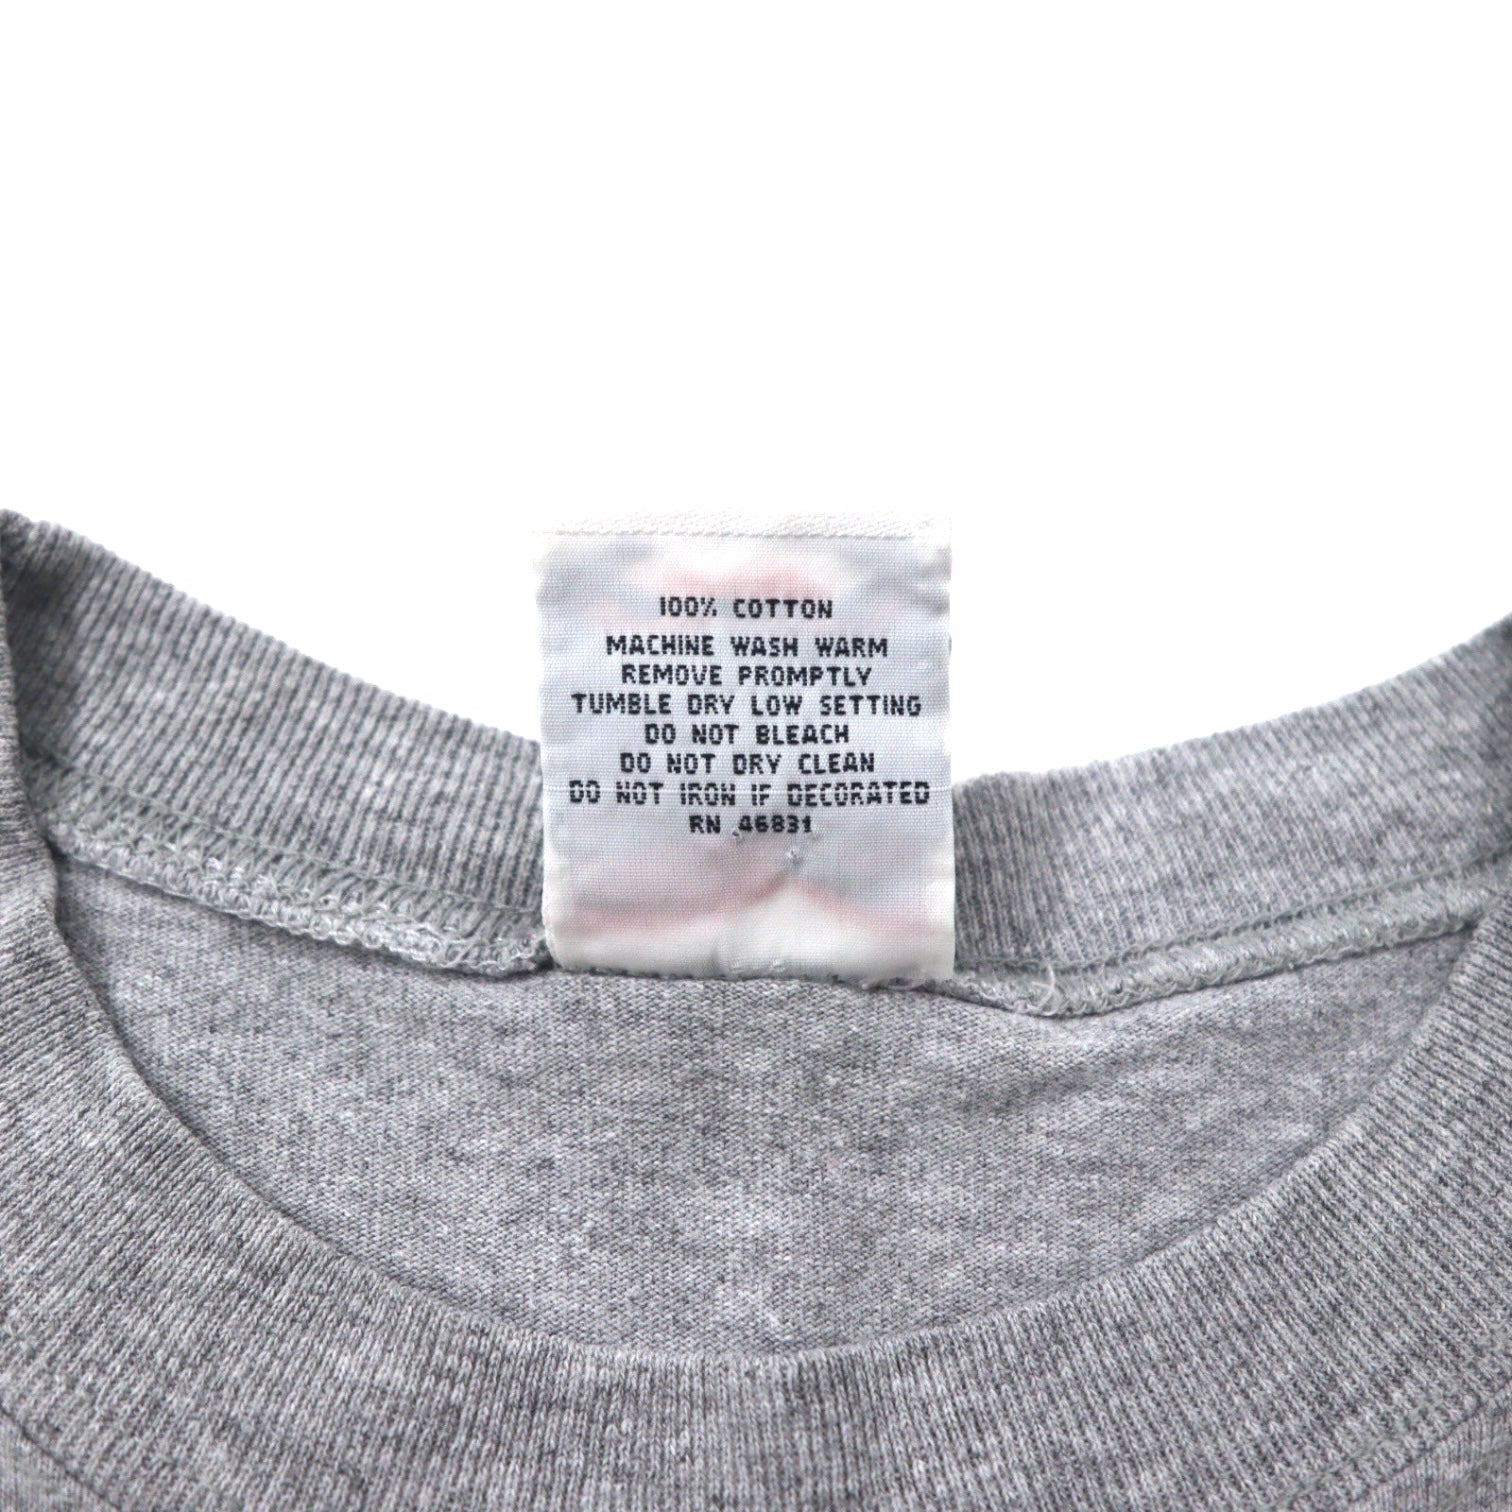 100% COTTON
MACHINE WASH WARM
REMOVE PROMPTLY
TUMBLE DRY LOW SETTING
DO NOT BLEACH
DO NOT DRY CLEAN
DO NOT IRON IF DECORATED
RN 46831